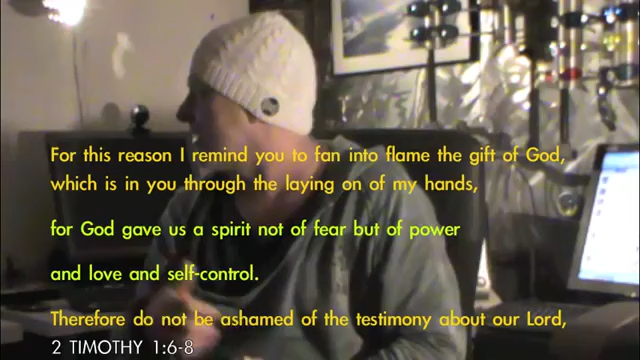 For this reason I remind you to fan into flame the gift of God,
which is in you through the laying on of my hands,
for God gave us a spirit not of fear but of power
and love and self-control.
Therefore do not be ashamed of the testimony about our Lord,
2 TIMOTHY 1:6-8